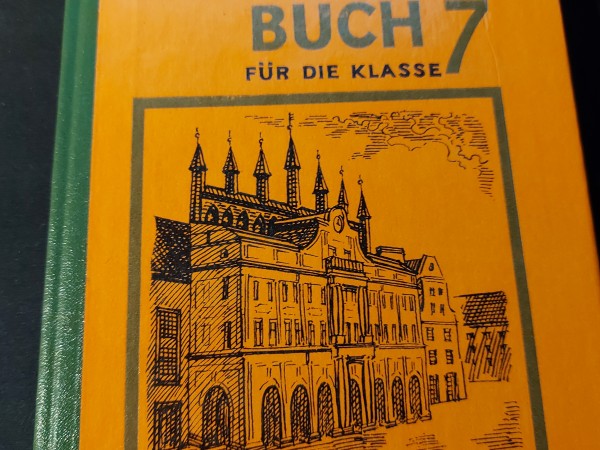 BUCH 7
FÜR DIE KLASSE